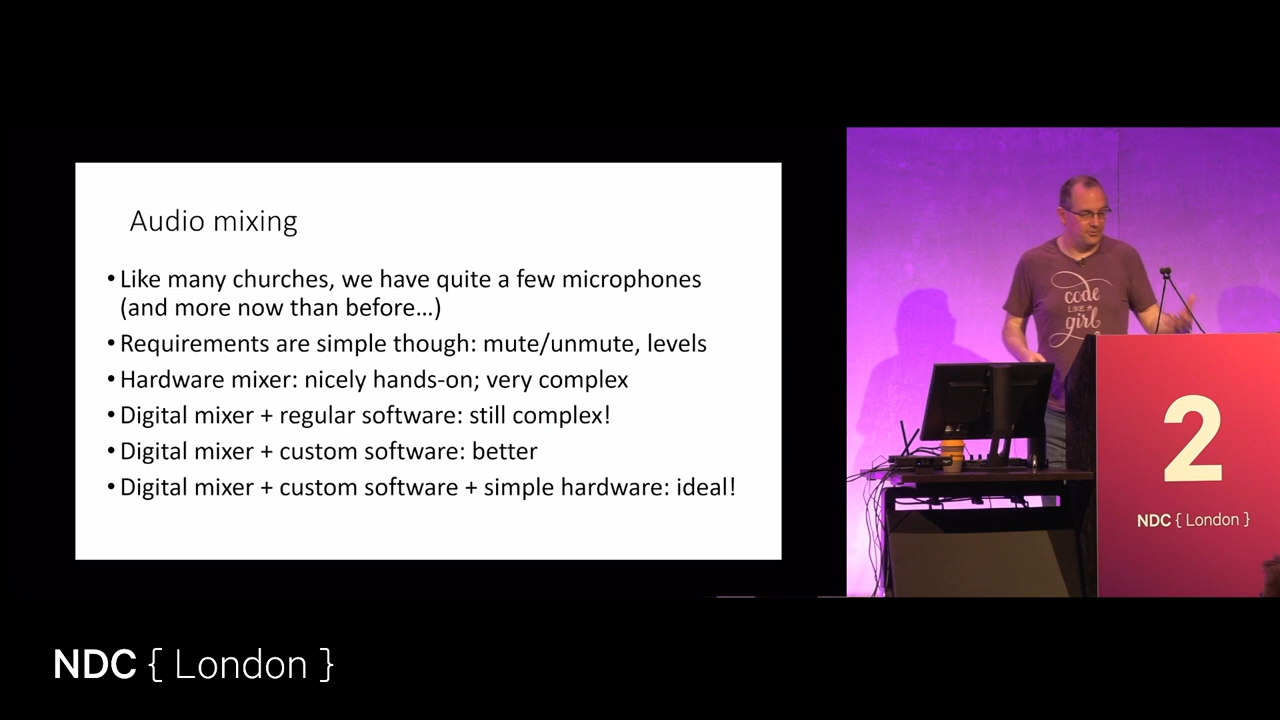 Audio mixing
• Like many churches, we have quite a few microphones
(and more now than before…)
• Requirements are simple though: mute/unmute, levels
• Hardware mixer: nicely hands-on; very complex
• Digital mixer + regular software: still complex!
• Digital mixer + custom software: better
• Digital mixer + custom software + simple hardware: ideal!
code
LIKE A
girl
2
NDC { London }
NDC { London }